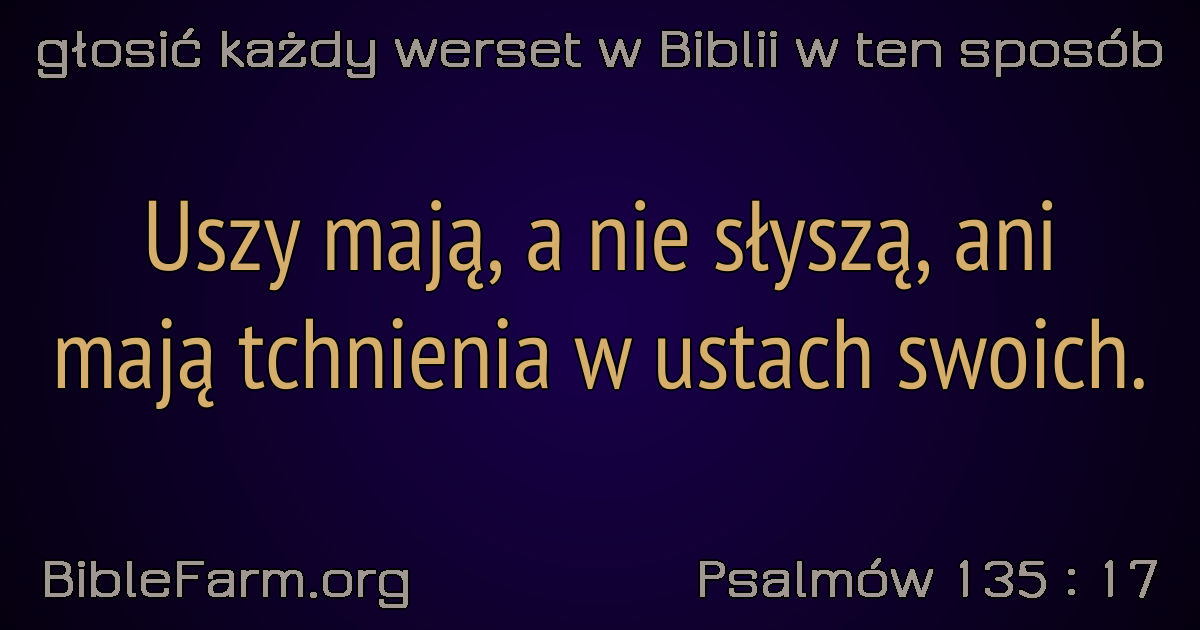 głosić każdy werset w Biblii w ten sposób
Uszy mają, a nie słyszą, ani
mają tchnienia w ustach swoich.
BibleFarm.org
Psalmów 135 : 17